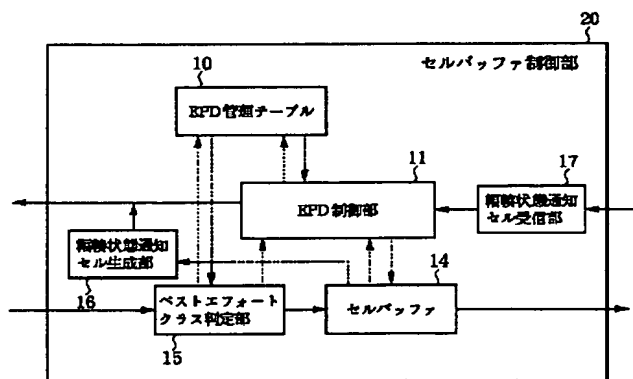 20
セルバッファ制御部
10
EPD管理テーブル
11
EPD制御部
17
輻輳状態通知
セル受信部
輻輳状態通知
セル生成部
16
ベストエフォート
クラス判定部
15
14
セルバッファ